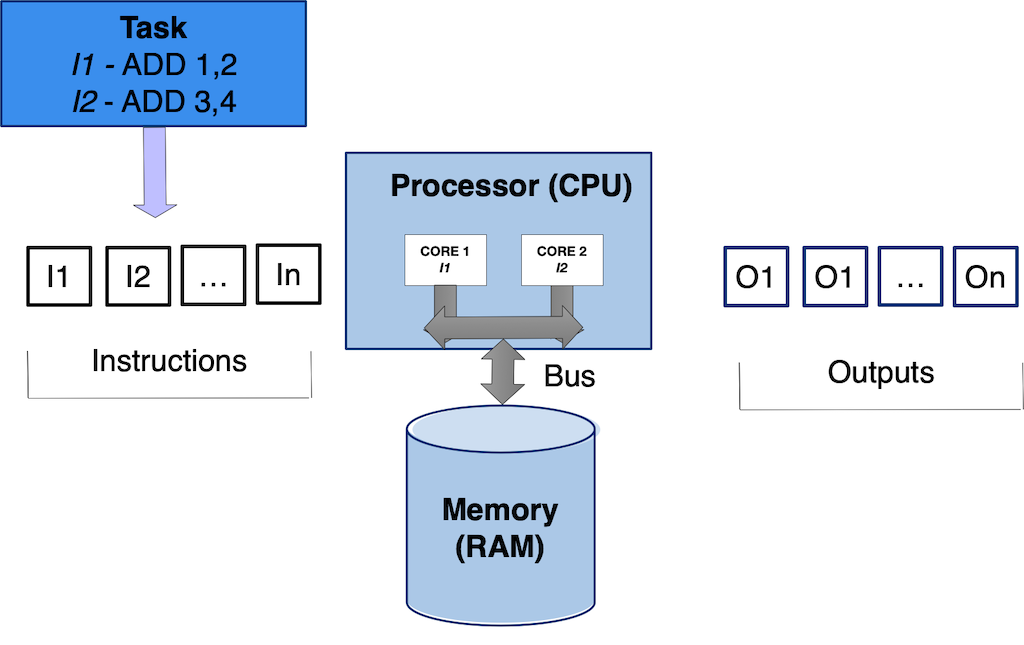 Task
I1 - ADD 1,2
I2 - ADD 3,4
Processor (CPU)
CORE 1
I1
CORE 2
I2
I1
I2
...
In
Instructions
O1
O1
...
On
Outputs
Bus
Memory
(RAM)